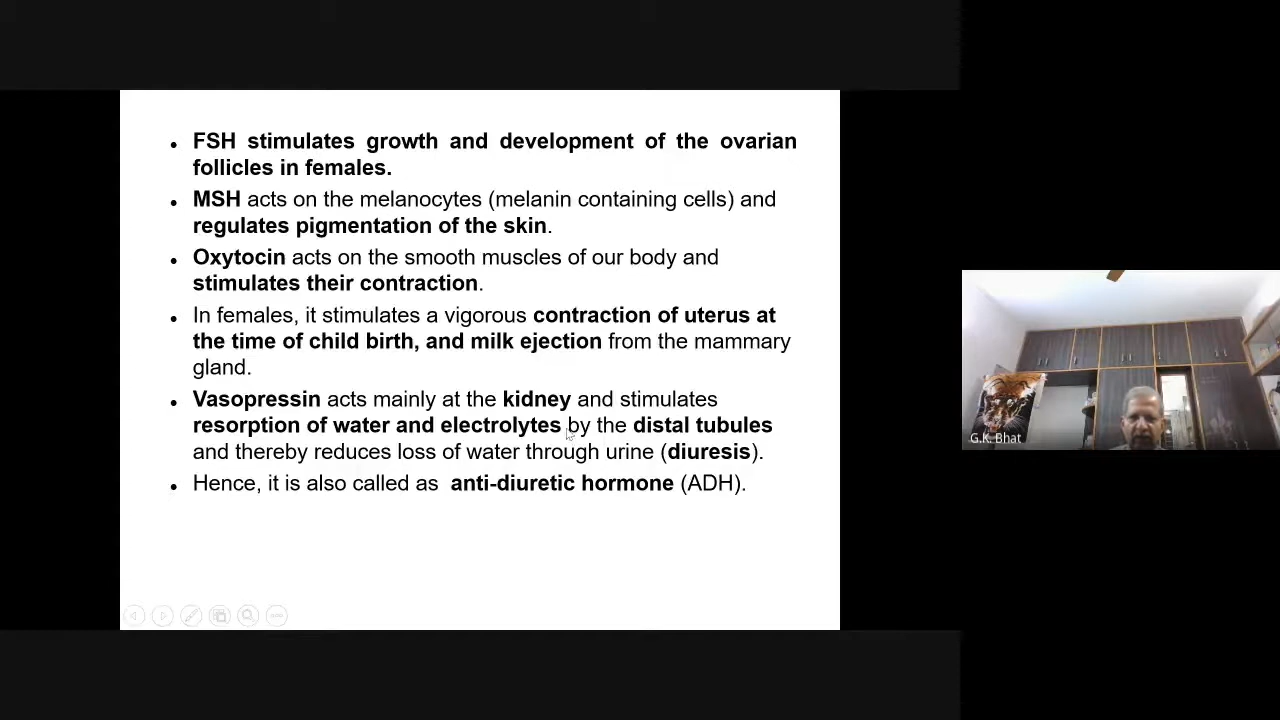 • FSH stimulates growth and development of the ovarian
follicles in females.
• MSH acts on the melanocytes (melanin containing cells) and
regulates pigmentation of the skin.
• Oxytocin acts on the smooth muscles of our body and
stimulates their contraction.
• In females, it stimulates a vigorous contraction of uterus at
the time of child birth, and milk ejection from the mammary
gland.
• Vasopressin acts mainly at the kidney and stimulates
resorption of water and electrolytes by the distal tubules
and thereby reduces loss of water through urine (diuresis).
• Hence, it is also called as anti-diuretic hormone (ADH).
G.K. Bhat